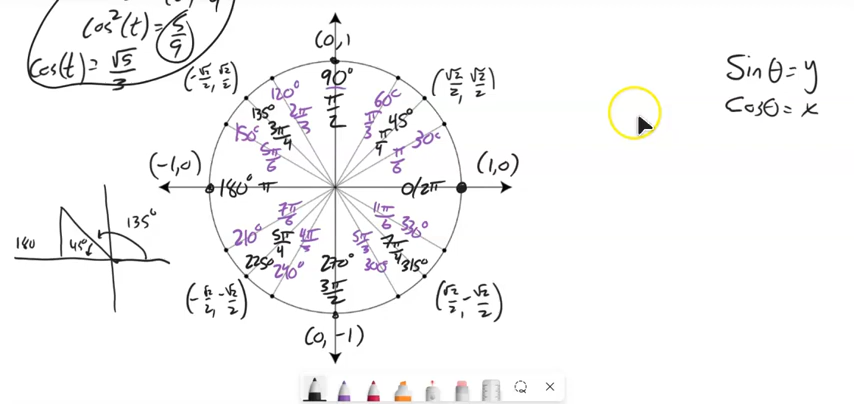 cos²(t) = 5/9
cos(t) = √5/3
(0, 1
90°
π/2
120°
2π/3
60°
π/3
(-√2/2, √2/2)
135°
3π/4
(√2/2, √2/2)
45°
π/4
150°
5π/6
30°
π/6
(-1,0)
180° π
0/2π
(1,0)
7π/6
210°
5π/4
225°
4π/3
240°
11π/6
330°
7π/4
315°
5π/3
300°
270°
3π/2
(-√2/2, -√2/2)
(√2/2, -√2/2)
(0, -1)
180
45°
135°
Sinθ = y
Cosθ = x